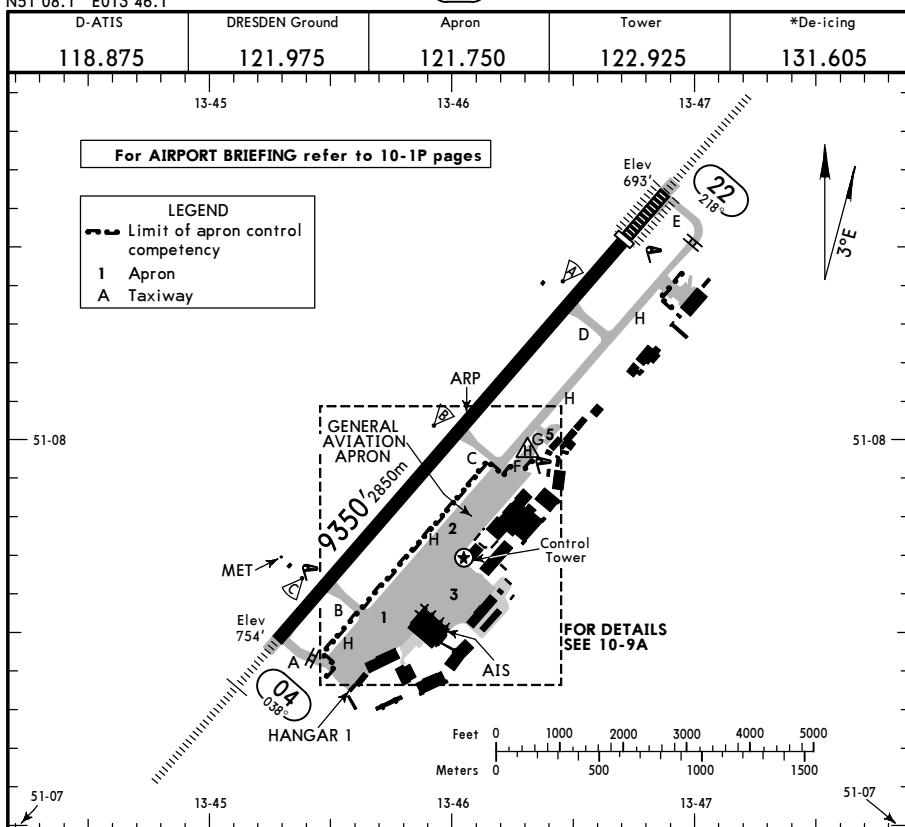 N51 08.1 E013 46.1
D-ATIS
118.875
DRESDEN Ground
121.975
Apron
121.750
Tower
122.925
*De-icing
131.605
13-45
13-46
13-47
For AIRPORT BRIEFING refer to 10-1P pages
LEGEND
Limit of apron control
competency
1 Apron
A Taxiway
Elev
693'
22
218°
3°E
E
A
A
D
H
ARP
H
B
GENERAL
AVIATION
APRON
G 5
H
C
F
A
51-08
51-08
9350' 2850m
2
H
Control
Tower
MET
A
C
B
1
3
Elev
754'
H
A
FOR DETAILS
SEE 10-9A
AIS
04
038°
HANGAR 1
Feet 0 1000 2000 3000 4000 5000
Meters 0 500 1000 1500
51-07
13-45
13-46
13-47
51-07